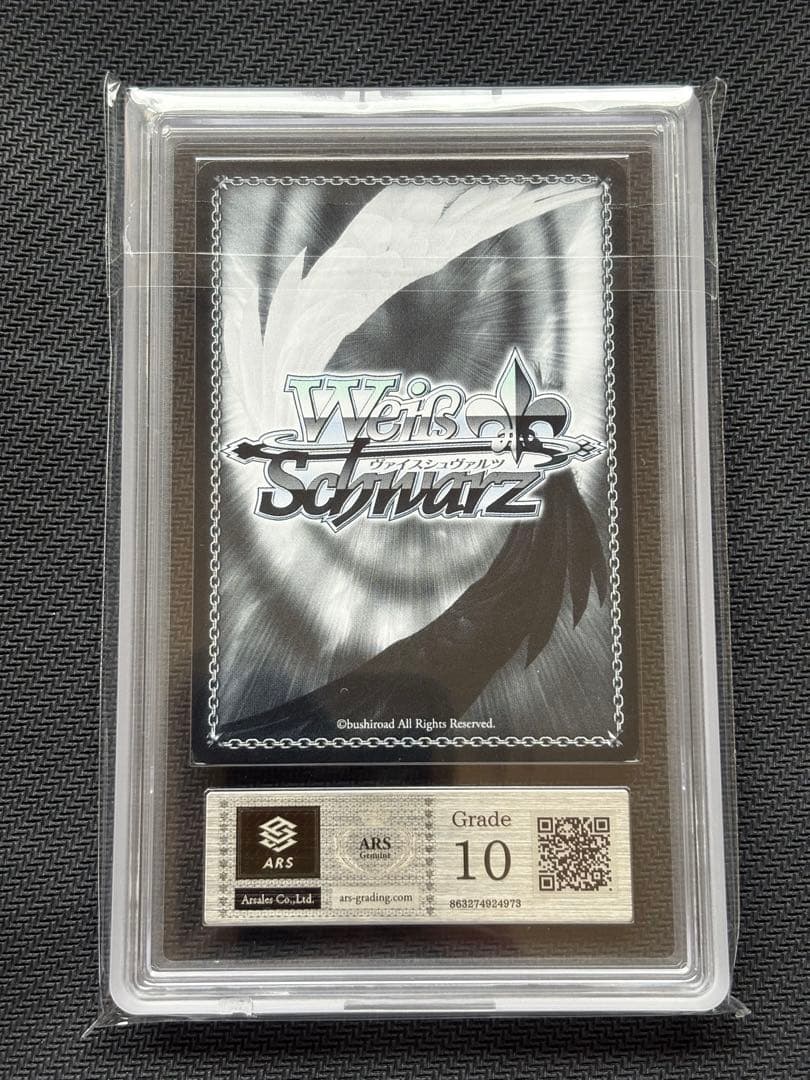 Weiß
ヴァイスシュヴァルツ
Schwarz
©bushiroad All Rights Reserved.
ARS
Arsales Co.,Ltd.
ARS
Genuine
ars-grading.com
Grade
10
863274924973